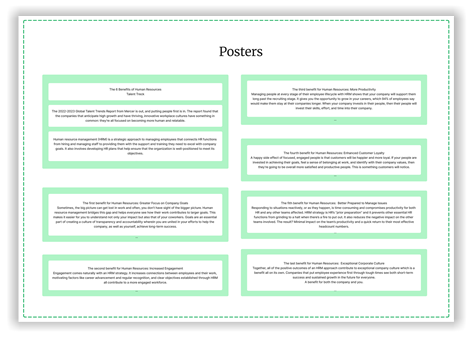 Posters
The 6 Benefits of Human Resources
Talent Track
The 2022-2023 Global Talent Trends Report from Mercer is out, and putting people first is in. The report found that
the companies that anticipate high growth and have thriving, innovative workplace cultures have something in
common: they're all focused on becoming more human and relatable.
Human resource management (HRM) is a strategic approach to managing employees that connects HR functions
from hiring and managing staff to providing them with the support and training they need to excel with company
goals. It also involves developing HR plans that help ensure that the organization is well-positioned to meet its
objectives.
The first benefit for Human Resources: Greater Focus on Company Goals
Sometimes, the big picture can get lost in work and often, you don't have sight of the bigger picture. Human
resource management bridges this gap and helps everyone see how their work contributes to larger goals. This
makes it easier for you to understand not only your impact but also that of your coworkers. Goals are an essential
part of creating a culture of transparency and accountability wherein you are united in your efforts to help the
company, as well as yourself, achieve long-term success.
The second benefit for Human Resources: Increased Engagement
Engagement comes naturally with an HRM strategy. It increases connections between employees and their work,
motivating factors like career advancement and regular recognition, and clear objectives established through HRM
all contribute to a more engaged workforce.
The third benefit for Human Resources: More Productivity
Managing people at every stage of their employee lifecycle with HRM shows that your company will support them
long past the recruiting stage. It gives you the opportunity to grow in your careers, which 94% of employees say
would make them stay at their companies longer. When your company invests in their people, then their people will
invest their skills, effort, and time into their company.
The fourth benefit for Human Resources: Enhanced Customer Loyalty
A happy side effect of focused, engaged people is that customers will be happier and more loyal. If your people are
invested in achieving their goals, feel a sense of belonging at work, and identify with their company values, then
they're going to be overall more satisfied and productive people. This is something customers will notice.
The fifth benefit for Human Resources: Better Prepared to Manage Issues
Responding to situations reactively, or as they happen, is time consuming and compromises productivity for both
HR and any other teams affected. HRM strategy is HR's 'prior preparation' and it prevents other essential HR
functions from grinding to a halt when there's a fire to put out. It also reduces the negative impact on the other
teams involved. The result? Minimal impact on the team's productivity and a good return in their most effective
headcount numbers.
The last benefit for Human Resources: Exceptional Corporate Culture
Together, all of the positive outcomes of an HRM approach contribute to exceptional company culture which is a
benefit all on its own. Companies that put employee experience first through tough times see both short-term
success and sustained growth in the future for everyone.
A benefit for both the company and you.